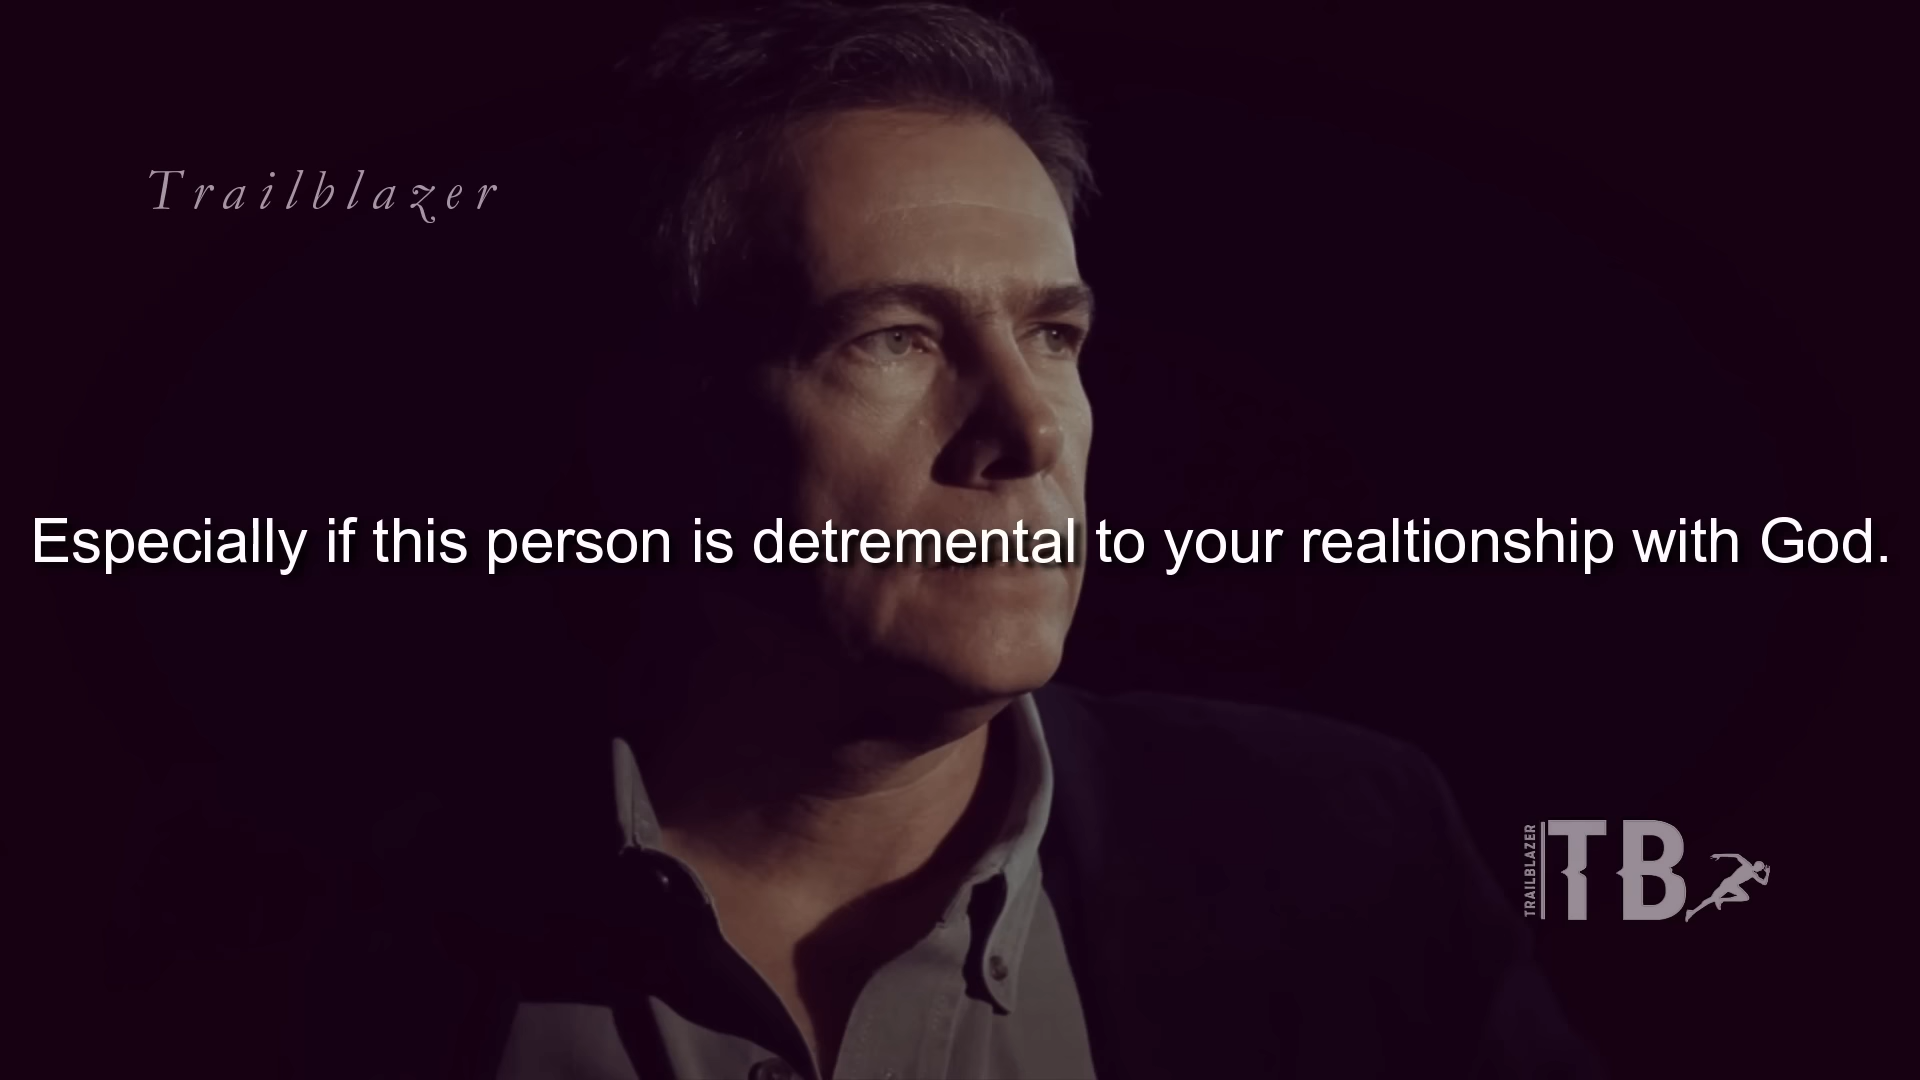 Trailblazer
Especially if this person is detremental to your realtionship with God.
TRAILBLAZER
TB